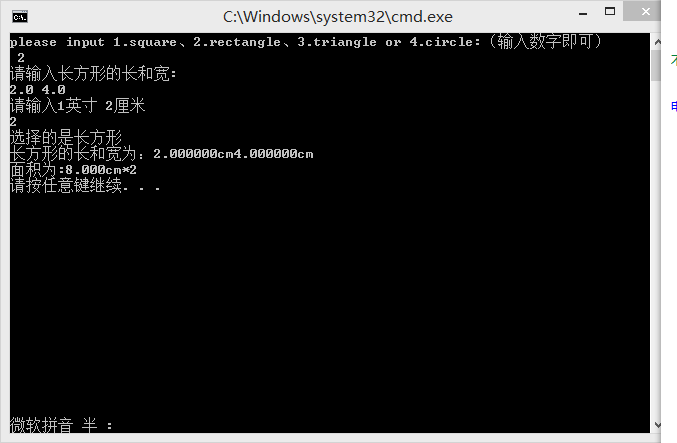 C:\Windows\system32\cmd.exe
please input 1.square、2.rectangle、3.triangle or 4.circle:（输入数字即可）
2
请输入长方形的长和宽:
2.0 4.0
请输入1英寸 2厘米
2
选择的是长方形
长方形的长和宽为：2.000000cm4.000000cm
面积为:8.000cm*2
请按任意键继续. . .
微软拼音 半 :